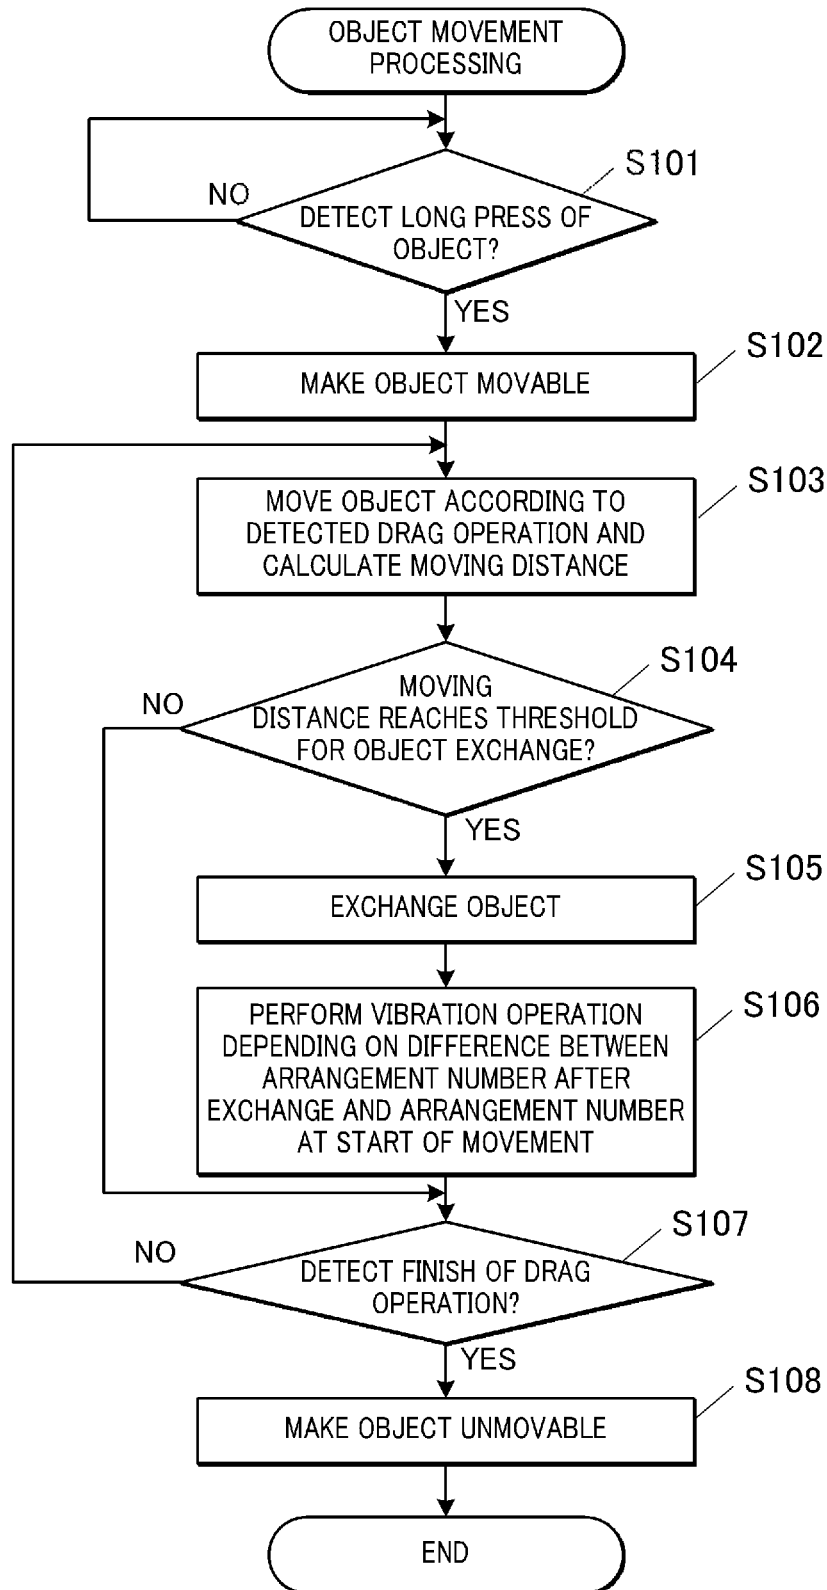 OBJECT MOVEMENT
PROCESSING
S101
NO
DETECT LONG PRESS OF
OBJECT?
YES
S102
MAKE OBJECT MOVABLE
S103
MOVE OBJECT ACCORDING TO
DETECTED DRAG OPERATION AND
CALCULATE MOVING DISTANCE
S104
NO
MOVING
DISTANCE REACHES THRESHOLD
FOR OBJECT EXCHANGE?
YES
S105
EXCHANGE OBJECT
S106
PERFORM VIBRATION OPERATION
DEPENDING ON DIFFERENCE BETWEEN
ARRANGEMENT NUMBER AFTER
EXCHANGE AND ARRANGEMENT NUMBER
AT START OF MOVEMENT
S107
NO
DETECT FINISH OF DRAG
OPERATION?
YES
S108
MAKE OBJECT UNMOVABLE
END